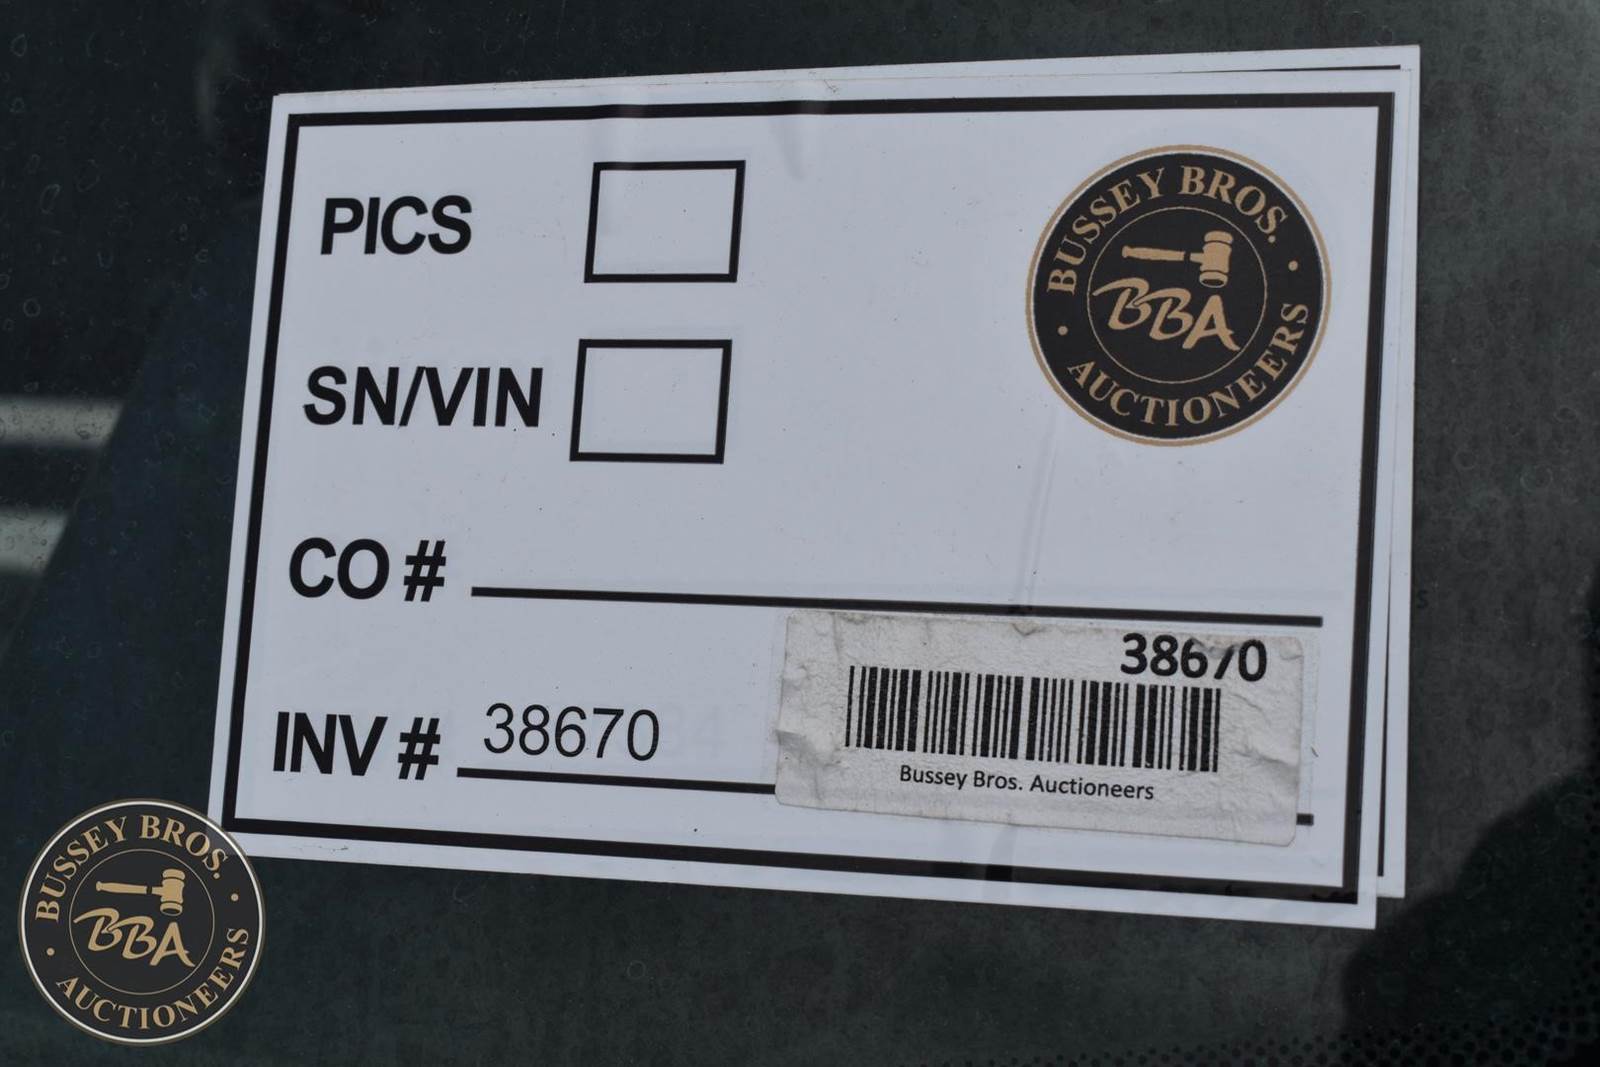 PICS
BUSSEY BROS.
BBA
AUCTIONEERS
SN/VIN
CO #
38670
INV # 38670
Bussey Bros. Auctioneers
BUSSEY BROS.
BBA
AUCTIONEERS